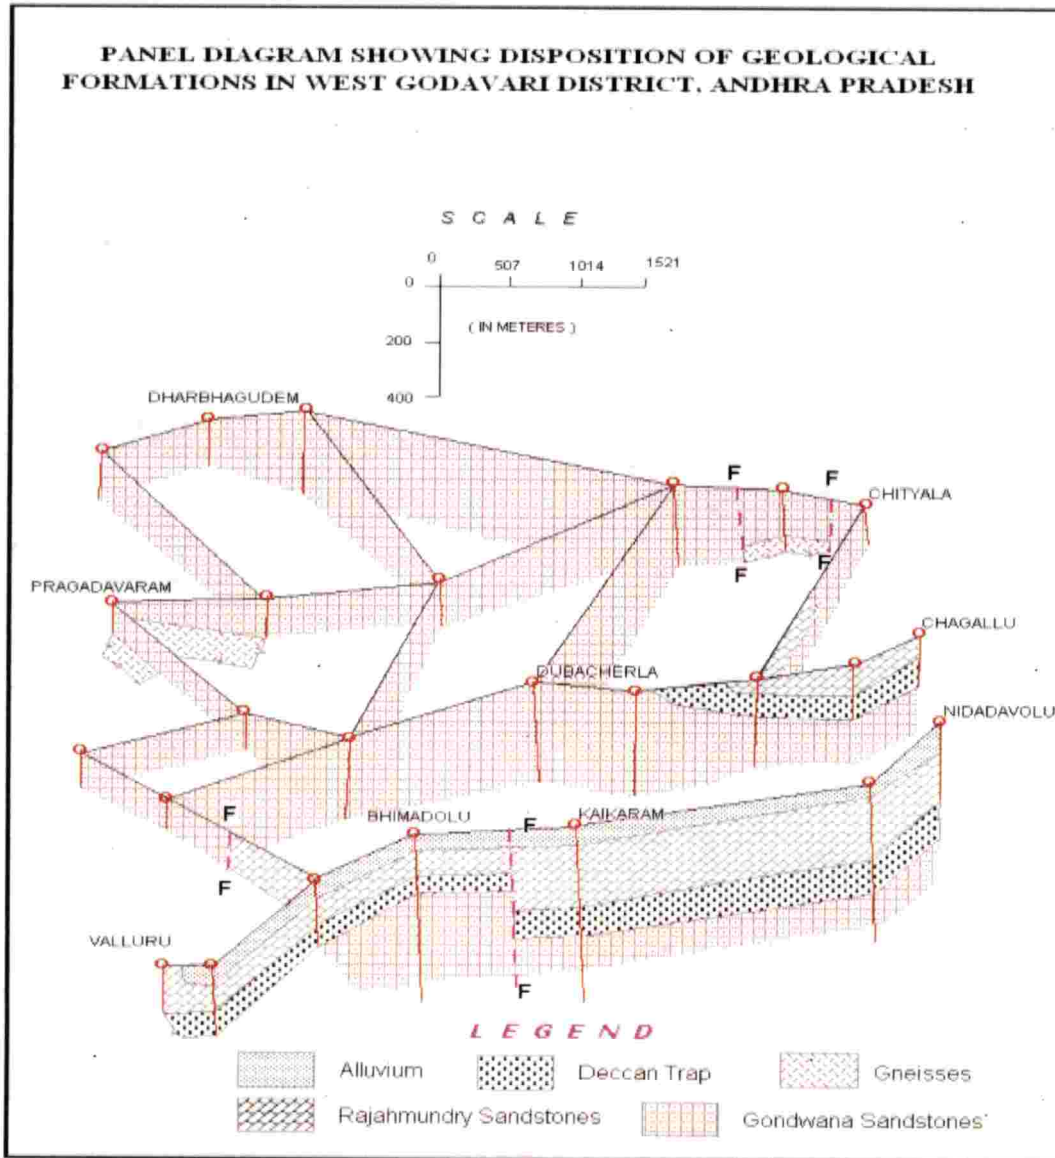 PANEL DIAGRAM SHOWING DISPOSITION OF GEOLOGICAL
FORMATIONS IN WEST GODAVARI DISTRICT, ANDHRA PRADESH
S C A L E
0 507 1014 1521
0
( IN METERES )
200
400
DHARBHAGUDEM
F F
CHITYALA
F F
PRAGADAVARAM
CHAGALLU
DUBACHERLA
NIDADAVOLU
F
BHIMADOLU F KAIKARAM
F
VALLURU
F
L E G E N D
Alluvium Deccan Trap Gneisses
Rajahmundry Sandstones Gondwana Sandstones